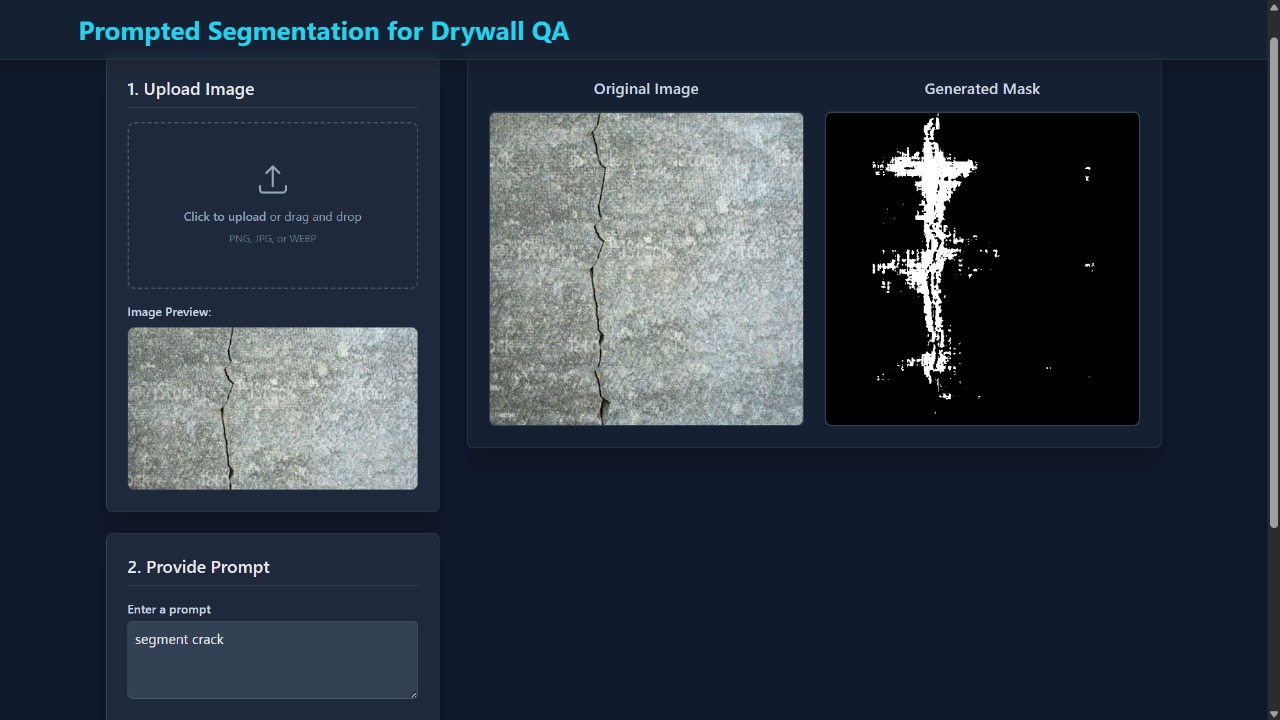 Prompted Segmentation for Drywall QA
1. Upload Image
Click to upload or drag and drop
PNG, JPG, or WEBP
Image Preview:
2. Provide Prompt
Enter a prompt
segment crack
Original Image
Generated Mask